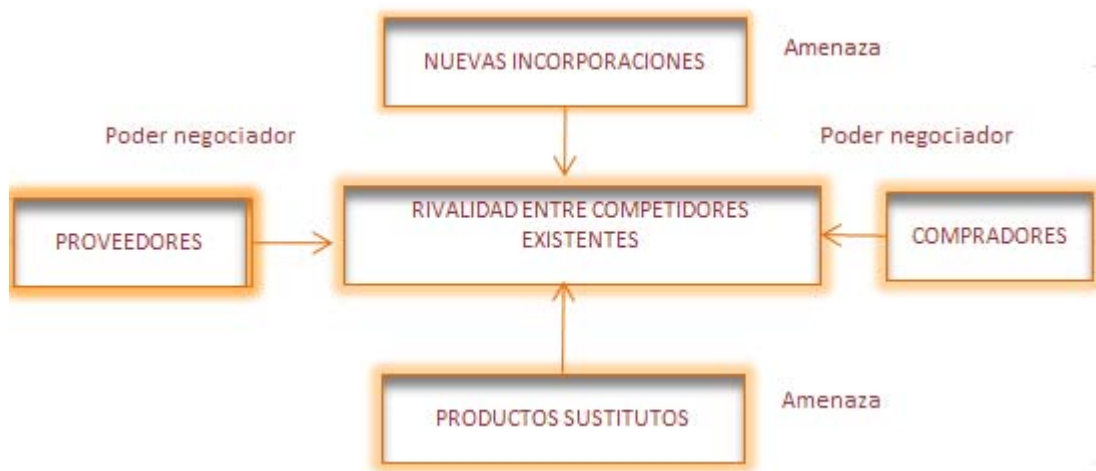 NUEVAS INCORPORACIONES
Amenaza
Poder negociador
Poder negociador
PROVEEDORES
RIVALIDAD ENTRE COMPETIDORES
EXISTENTES
COMPRADORES
PRODUCTOS SUSTITUTOS
Amenaza